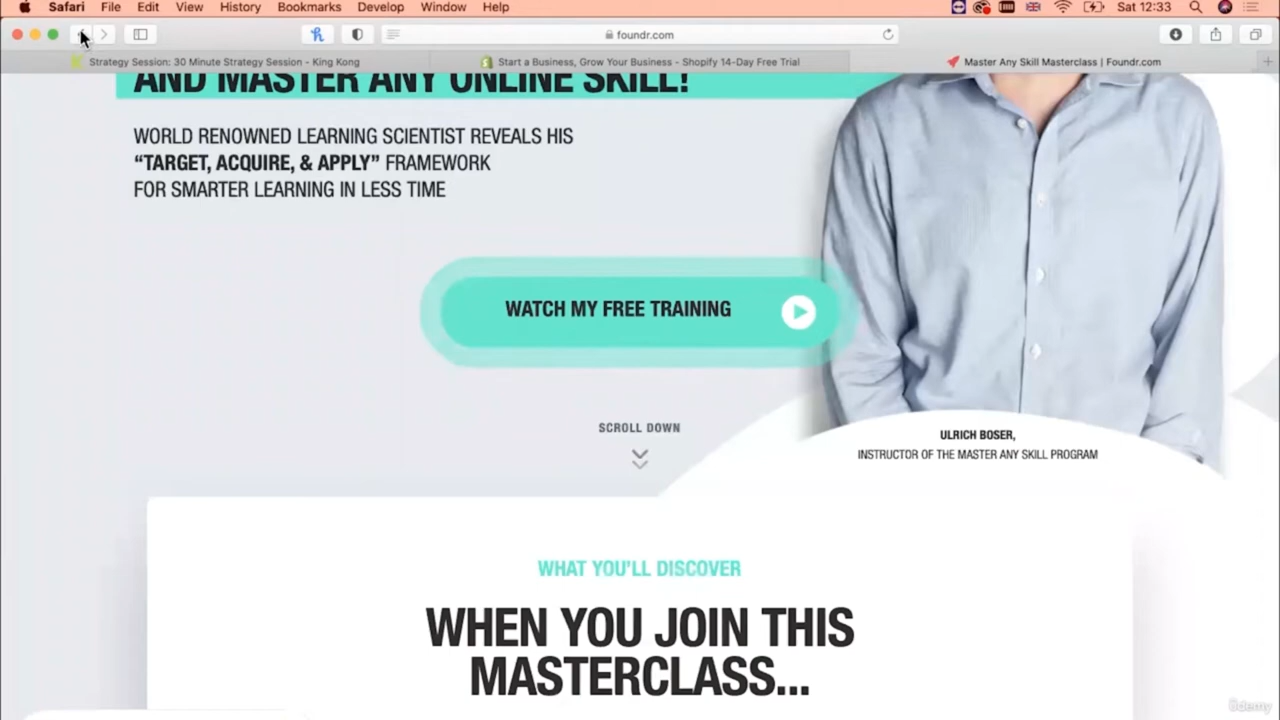 Safari File Edit View History Bookmarks Develop Window Help Sat 12:33
foundr.com
Strategy Session: 30 Minute Strategy Session - King Kong Start a Business, Grow Your Business - Shopify 14-Day Free Trial Master Any Skill Masterclass | Foundr.com
AND MASTER ANY ONLINE SKILL!
WORLD RENOWNED LEARNING SCIENTIST REVEALS HIS
“TARGET, ACQUIRE, & APPLY” FRAMEWORK
FOR SMARTER LEARNING IN LESS TIME
WATCH MY FREE TRAINING
SCROLL DOWN
ULRICH BOSER,
INSTRUCTOR OF THE MASTER ANY SKILL PROGRAM
WHAT YOU'LL DISCOVER
WHEN YOU JOIN THIS
MASTERCLASS...
ûdemy